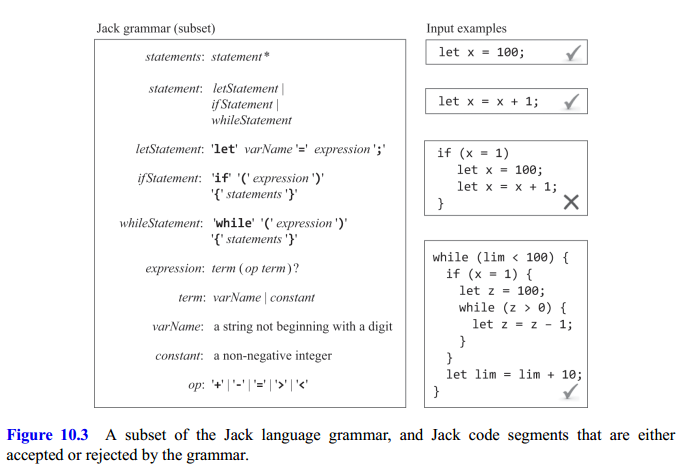 Jack grammar (subset)
statements: statement*
statement: letStatement |
ifStatement |
whileStatement
letStatement: 'let' varName '=' expression ';'
ifStatement: 'if' '(' expression ')'
'{' statements '}'
whileStatement: 'while' '(' expression ')'
'{' statements '}'
expression: term (op term)?
term: varName | constant
varName: a string not beginning with a digit
constant: a non-negative integer
op: '+' | '-' | '=' | '>' | '<'
Input examples
let x = 100;
let x = x + 1;
if (x = 1)
let x = 100;
let x = x + 1;
}
while (lim < 100) {
if (x = 1) {
let z = 100;
while (z > 0) {
let z = z - 1;
}
}
let lim = lim + 10;
}
Figure 10.3 A subset of the Jack language grammar, and Jack code segments that are either
accepted or rejected by the grammar.